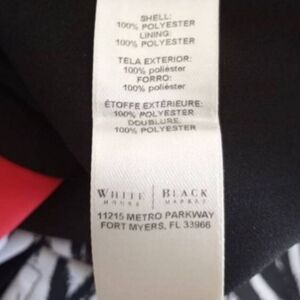 SHELL:
100% POLYESTER
LINING:
100% POLYESTER
TELA EXTERIOR:
100% poliéster
FORRO:
100% poliéster
ÉTOFFE EXTÉRIEURE:
100% POLYESTER
DOUBLURE:
100% POLYESTER
WHITE | BLACK
HOUSE | MARKET
11215 METRO PARKWAY
FORT MYERS, FL 33966